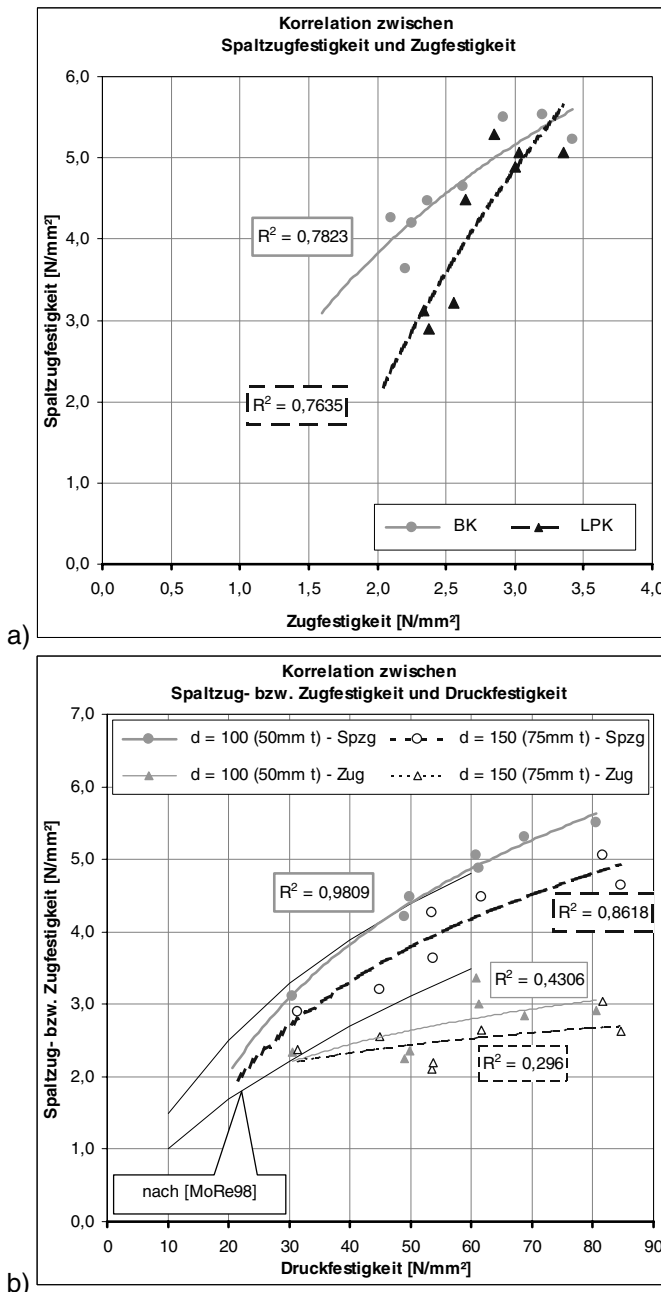 Korrelation zwischen
Spaltzugfestigkeit und Zugfestigkeit
Spaltzugfestigkeit [N/mm²]
6,0
5,0
4,0
3,0
2,0
1,0
0,0
R² = 0,7823
R² = 0,7635
BK
LPK
0,0 0,5 1,0 1,5 2,0 2,5 3,0 3,5 4,0
Zugfestigkeit [N/mm²]
a)
Korrelation zwischen
Spaltzug- bzw. Zugfestigkeit und Druckfestigkeit
Spaltzug- bzw. Zugfestigkeit [N/mm²]
7,0
6,0
5,0
4,0
3,0
2,0
1,0
0,0
d = 100 (50mm t) - Spzg
d = 150 (75mm t) - Spzg
d = 100 (50mm t) - Zug
d = 150 (75mm t) - Zug
R² = 0,9809
R² = 0,8618
R² = 0,4306
R² = 0,296
nach [MoRe98]
0 10 20 30 40 50 60 70 80 90
Druckfestigkeit [N/mm²]
b)